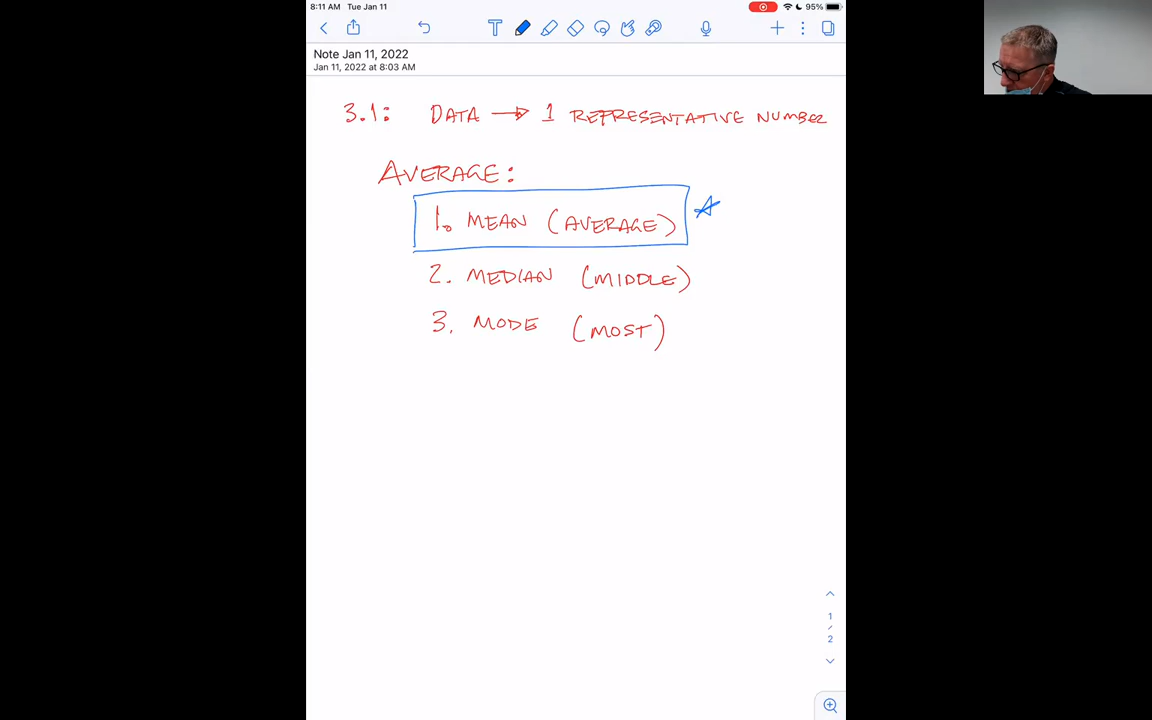 8:11 AM Tue Jan 11
95%
Note Jan 11, 2022
Jan 11, 2022 at 8:03 AM
3.1: DATA → 1 REPRESENTATIVE NUMBER
AVERAGE:
1. MEAN (AVERAGE)
2. MEDIAN (MIDDLE)
3. MODE (MOST)
1
/
2